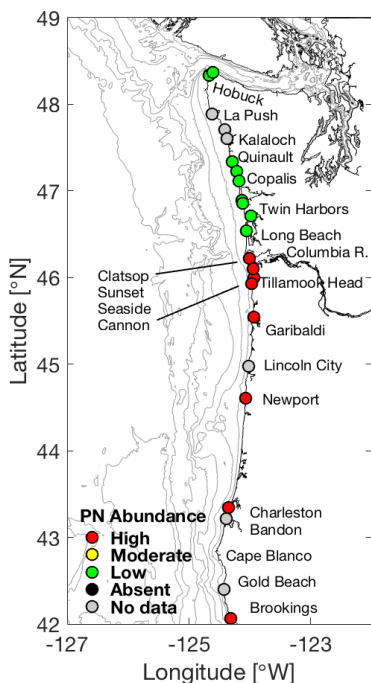 49
48
47
46
45
44
43
42
Latitude [°N]
Hobuck
La Push
Kalaloch
Quinault
Copalis
Twin Harbors
Long Beach
Columbia R.
Clatsop
Sunset
Seaside
Cannon
Tillamook Head
Garibaldi
Lincoln City
Newport
Charleston
Bandon
Cape Blanco
Gold Beach
Brookings
PN Abundance
High
Moderate
Low
Absent
No data
-127
-125
-123
Longitude [°W]